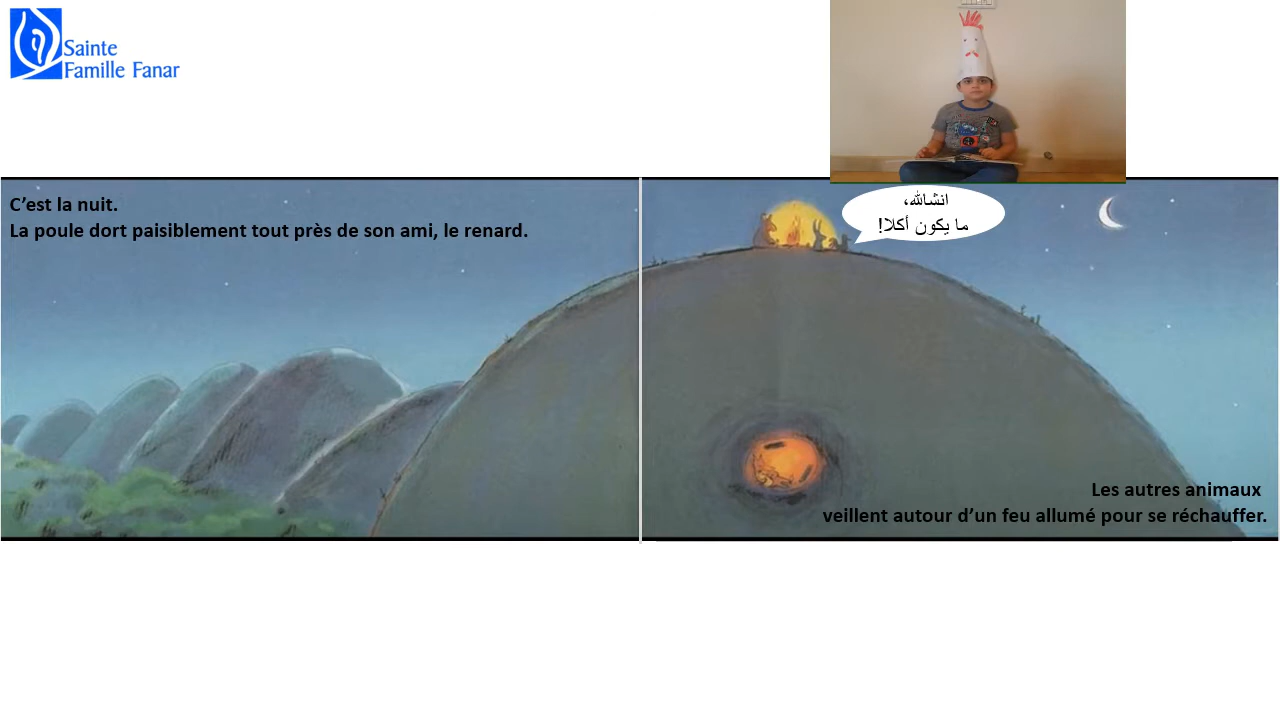 Sainte
Famille Fanar
C’est la nuit.
La poule dort paisiblement tout près de son ami, le renard.
انشالله،
ما يكون أكلا!
Les autres animaux
veillent autour d’un feu allumé pour se réchauffer.